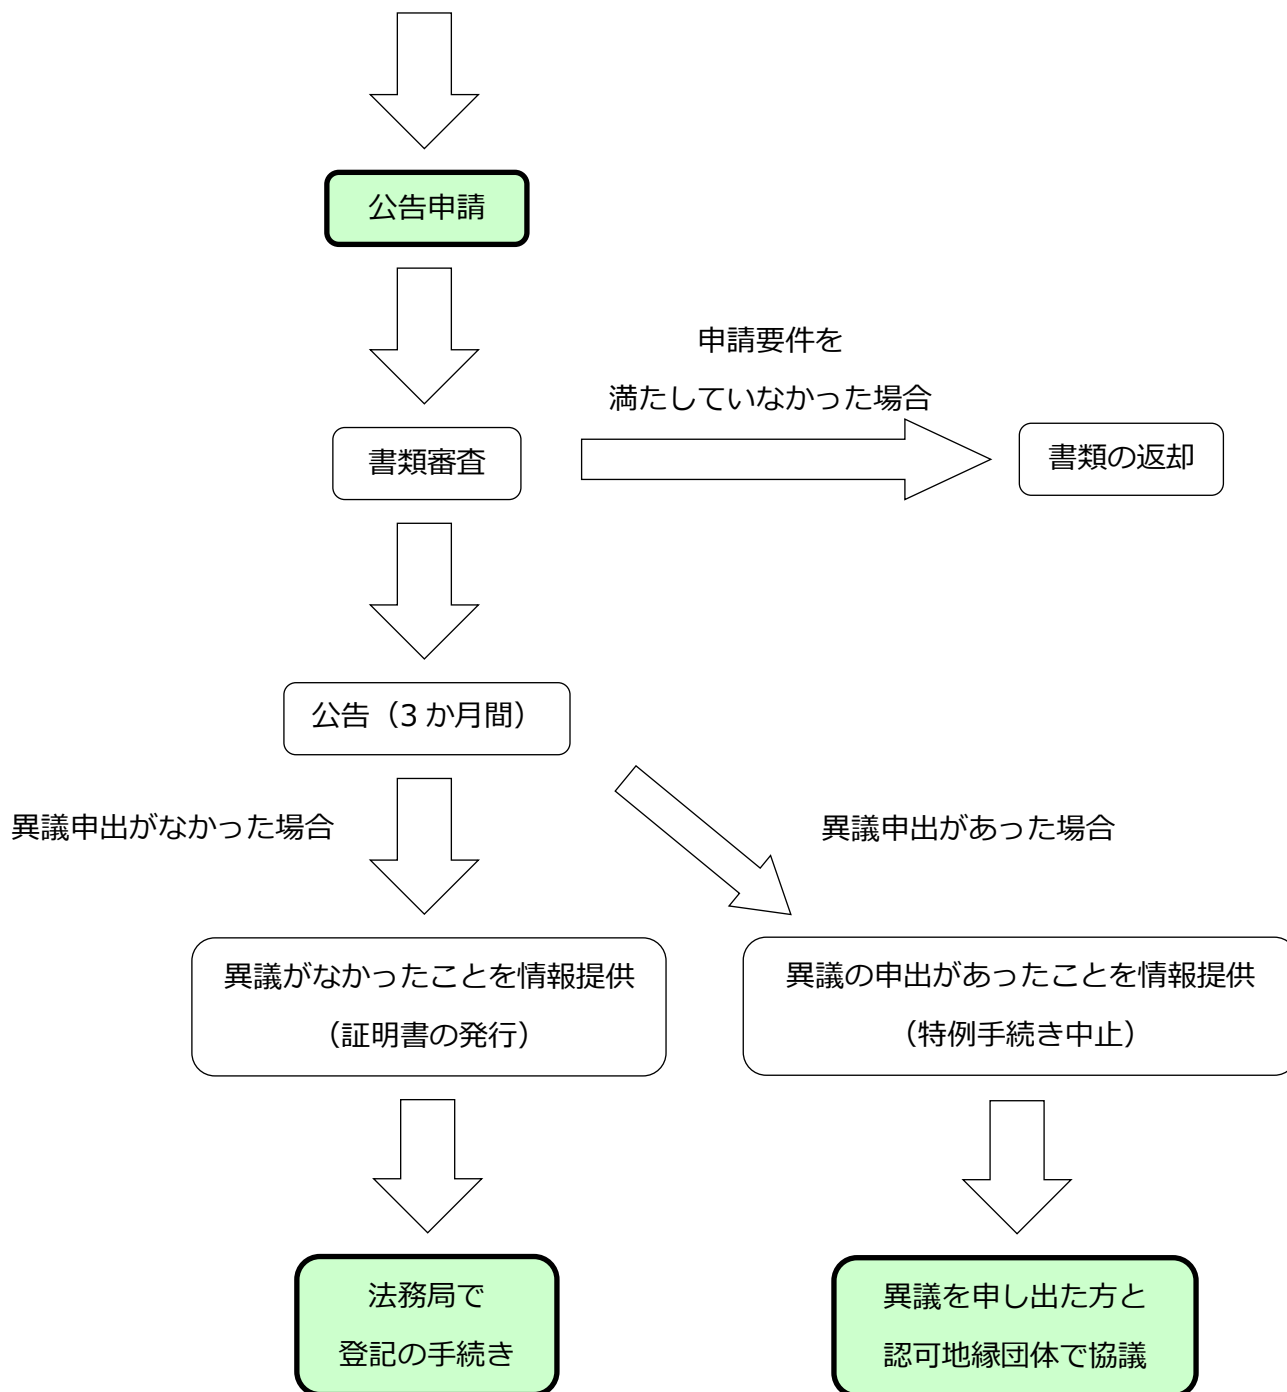 公告申請
申請要件を
満たしていなかった場合
書類審査
書類の返却
公告（3 か月間）
異議申出がなかった場合
異議申出があった場合
異議がなかったことを情報提供
（証明書の発行）
異議の申出があったことを情報提供
（特例手続き中止）
法務局で
登記の手続き
異議を申し出た方と
認可地縁団体で協議